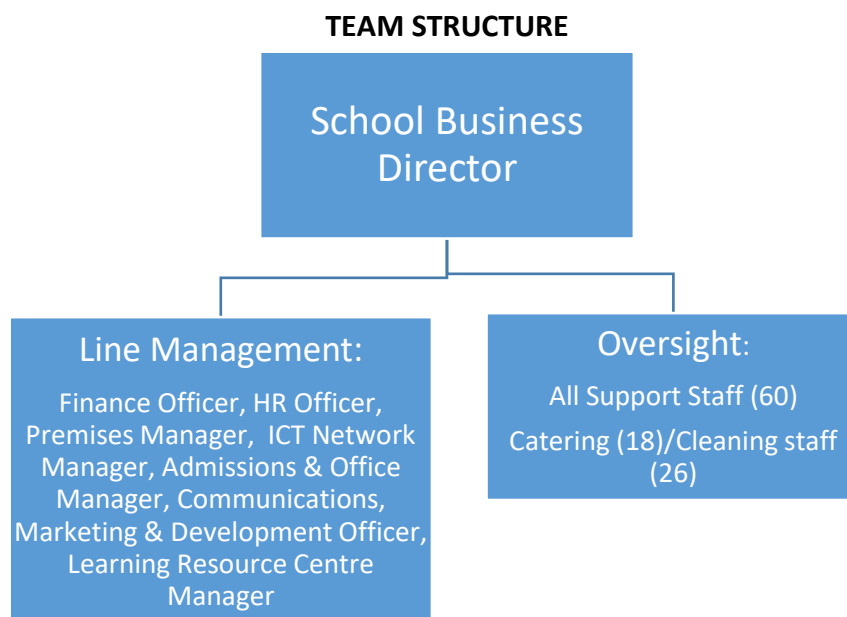 TEAM STRUCTURE
School Business
Director
Line Management:
Finance Officer, HR Officer,
Premises Manager, ICT Network
Manager, Admissions & Office
Manager, Communications,
Marketing & Development Officer,
Learning Resource Centre
Manager
Oversight:
All Support Staff (60)
Catering (18)/Cleaning staff
(26)